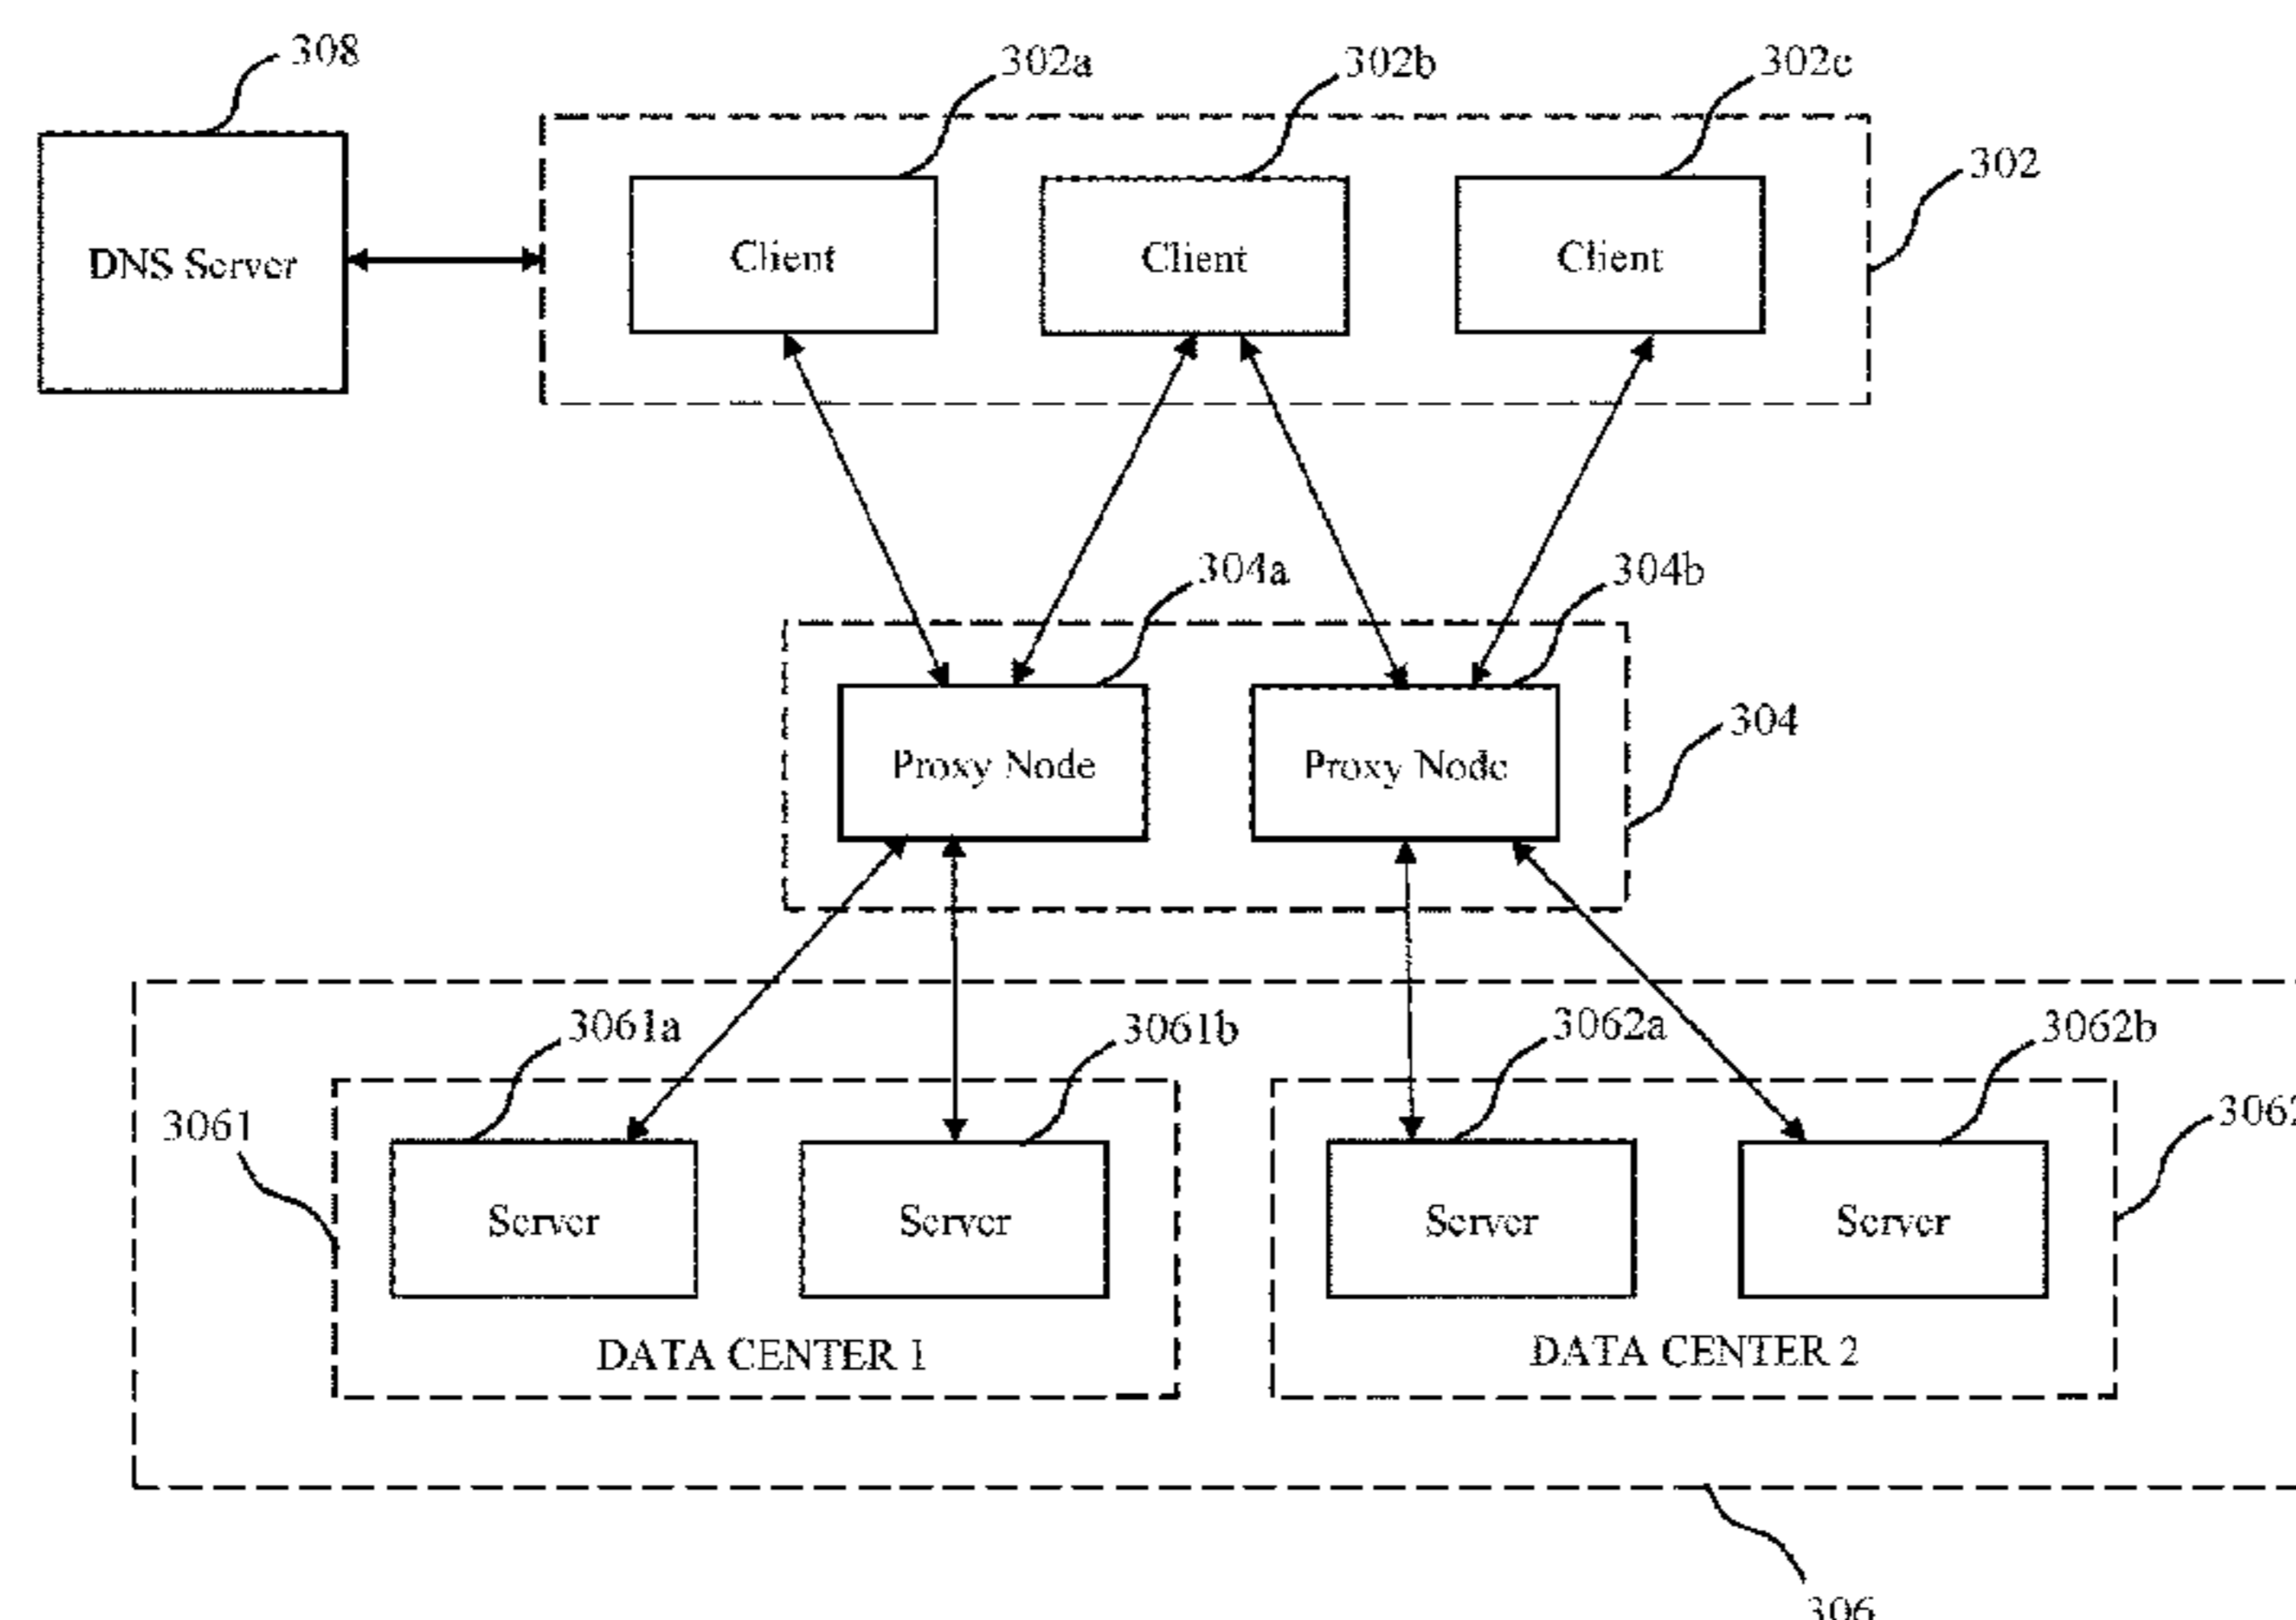 308
302a
302b
302c
302
DNS Server
Client
Client
Client
304a
304b
304
Proxy Node
Proxy Node
3061a
3061b
3062a
3062b
3061
3062
Server
Server
Server
Server
DATA CENTER 1
DATA CENTER 2
306